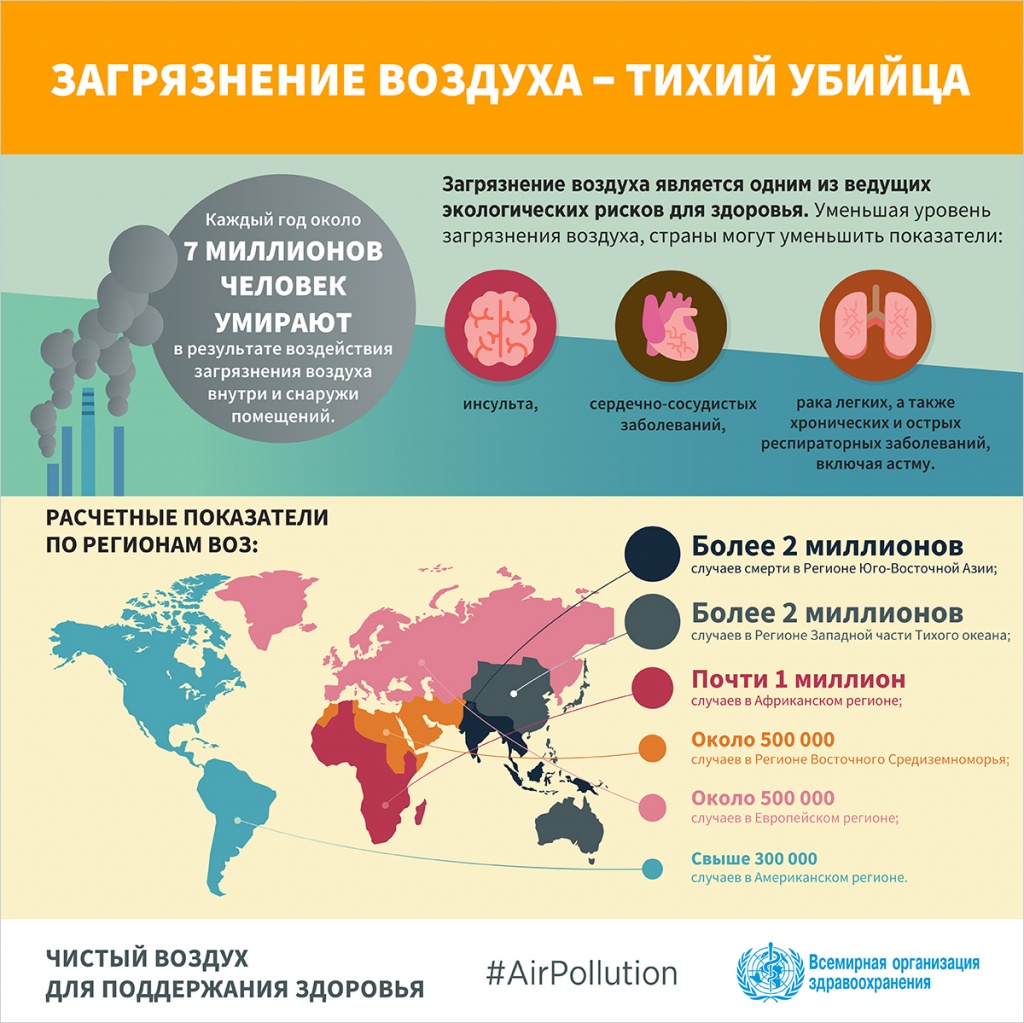 ЗАГРЯЗНЕНИЕ ВОЗДУХА – ТИХИЙ УБИЙЦА
Каждый год около
7 МИЛЛИОНОВ
ЧЕЛОВЕК
УМИРАЮТ
в результате воздействия
загрязнения воздуха
внутри и снаружи
помещений.
Загрязнение воздуха является одним из ведущих
экологических рисков для здоровья. Уменьшая уровень
загрязнения воздуха, страны могут уменьшить показатели:
инсульта,
сердечно-сосудистых
заболеваний,
рака легких, а также
хронических и острых
респираторных заболеваний,
включая астму.
РАСЧЕТНЫЕ ПОКАЗАТЕЛИ
ПО РЕГИОНАМ ВОЗ:
Более 2 миллионов
случаев смерти в Регионе Юго-Восточной Азии;
Более 2 миллионов
случаев в Регионе Западной части Тихого океана;
Почти 1 миллион
случаев в Африканском регионе;
Около 500 000
случаев в Регионе Восточного Средиземноморья;
Около 500 000
случаев в Европейском регионе;
Свыше 300 000
случаев в Американском регионе.
ЧИСТЫЙ ВОЗДУХ
ДЛЯ ПОДДЕРЖАНИЯ ЗДОРОВЬЯ
#AirPollution
Всемирная организация
здравоохранения